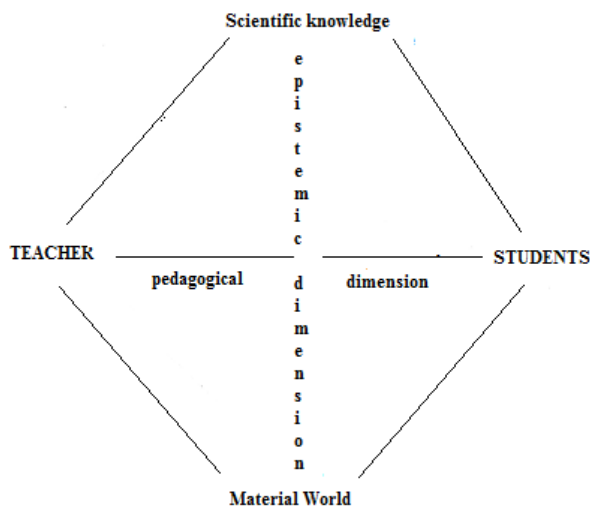 Scientific knowledge
epistemic
TEACHER
STUDENTS
pedagogical
dimension
dimension
Material World